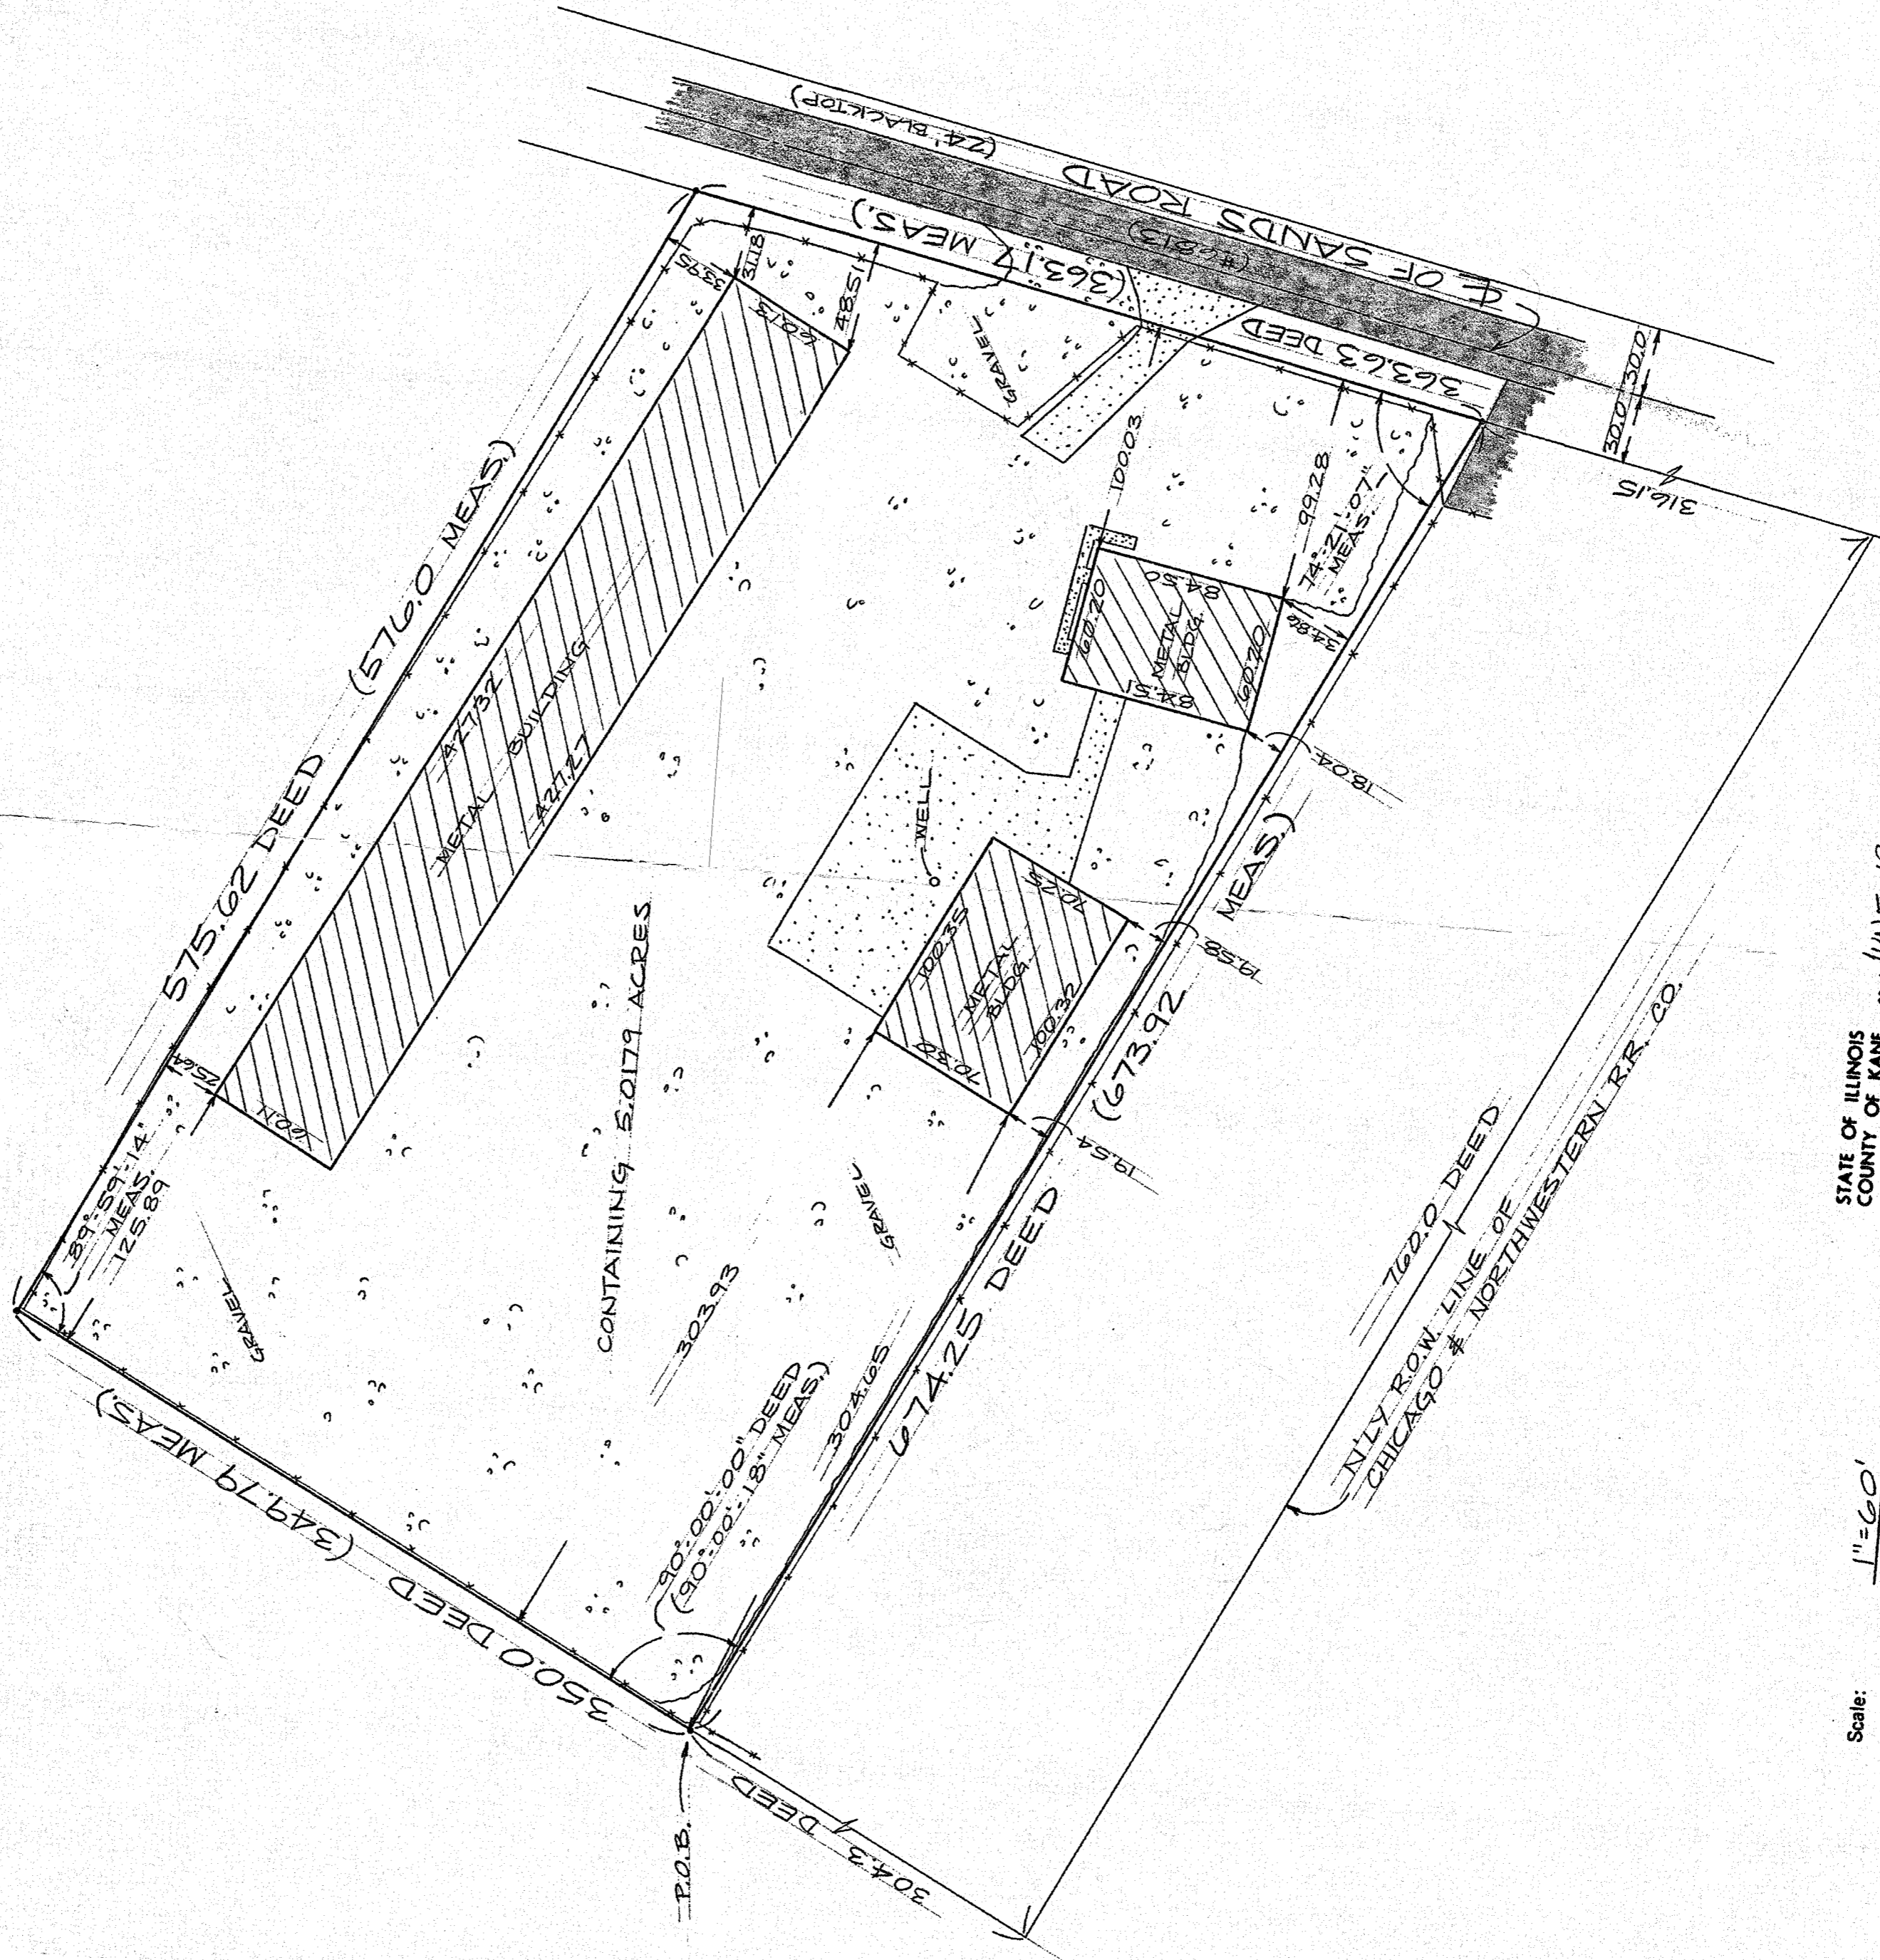 (24' BLACKTOP)
℄ OF SANDS ROAD
(#6813)
(363.17 MEAS.)
363.63 DEED
30.0
30.0
316.15
33.95
31.18
60.13
48.51
GRAVEL
(576.0 MEAS.)
575.62 DEED
427.32
METAL BUILDING
427.27
25.64
60.11
100.03
99.28
74°-21'-07"
MEAS.
60.20
84.50
METAL
BLDG.
84.51
60.20
34.86
18.04
WELL
100.35
70.25
METAL
BLDG.
100.32
70.30
19.58
19.54
(673.92 MEAS.)
674.25 DEED
CONTAINING 5.0179 ACRES
89°-59'-14"
MEAS.
125.89
GRAVEL
GRAVEL
303.93
304.65
90°-00'-00" DEED
(90°-00'-18" MEAS.)
350.0 DEED (349.79 MEAS.)
P.O.B.
304.3 DEED
760.0 DEED
N'LY R.O.W. LINE OF
CHICAGO & NORTHWESTERN R.R. CO.
STATE OF ILLINOIS
COUNTY OF KANE
Scale: 1"=60'